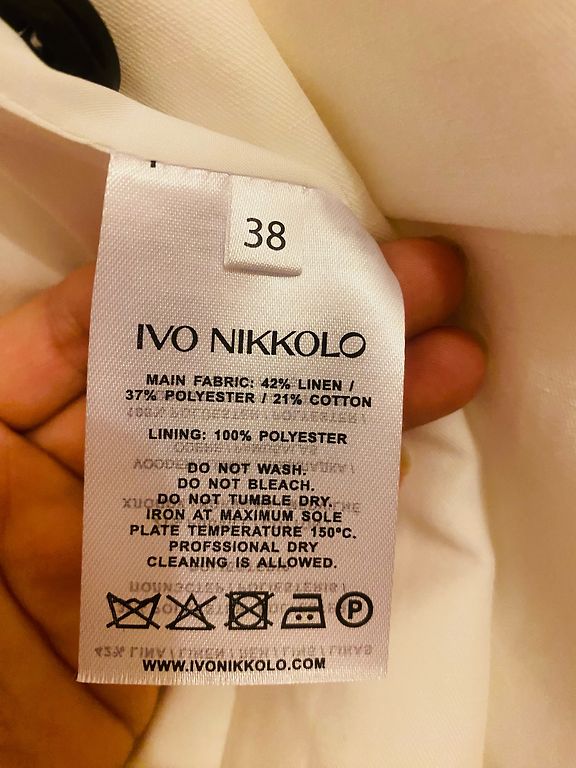 38
IVO NIKKOLO
MAIN FABRIC: 42% LINEN /
37% POLYESTER / 21% COTTON
LINING: 100% POLYESTER
DO NOT WASH.
DO NOT BLEACH.
DO NOT TUMBLE DRY.
IRON AT MAXIMUM SOLE
PLATE TEMPERATURE 150°C.
PROFSSIONAL DRY
CLEANING IS ALLOWED.
P
WWW.IVONIKKOLO.COM